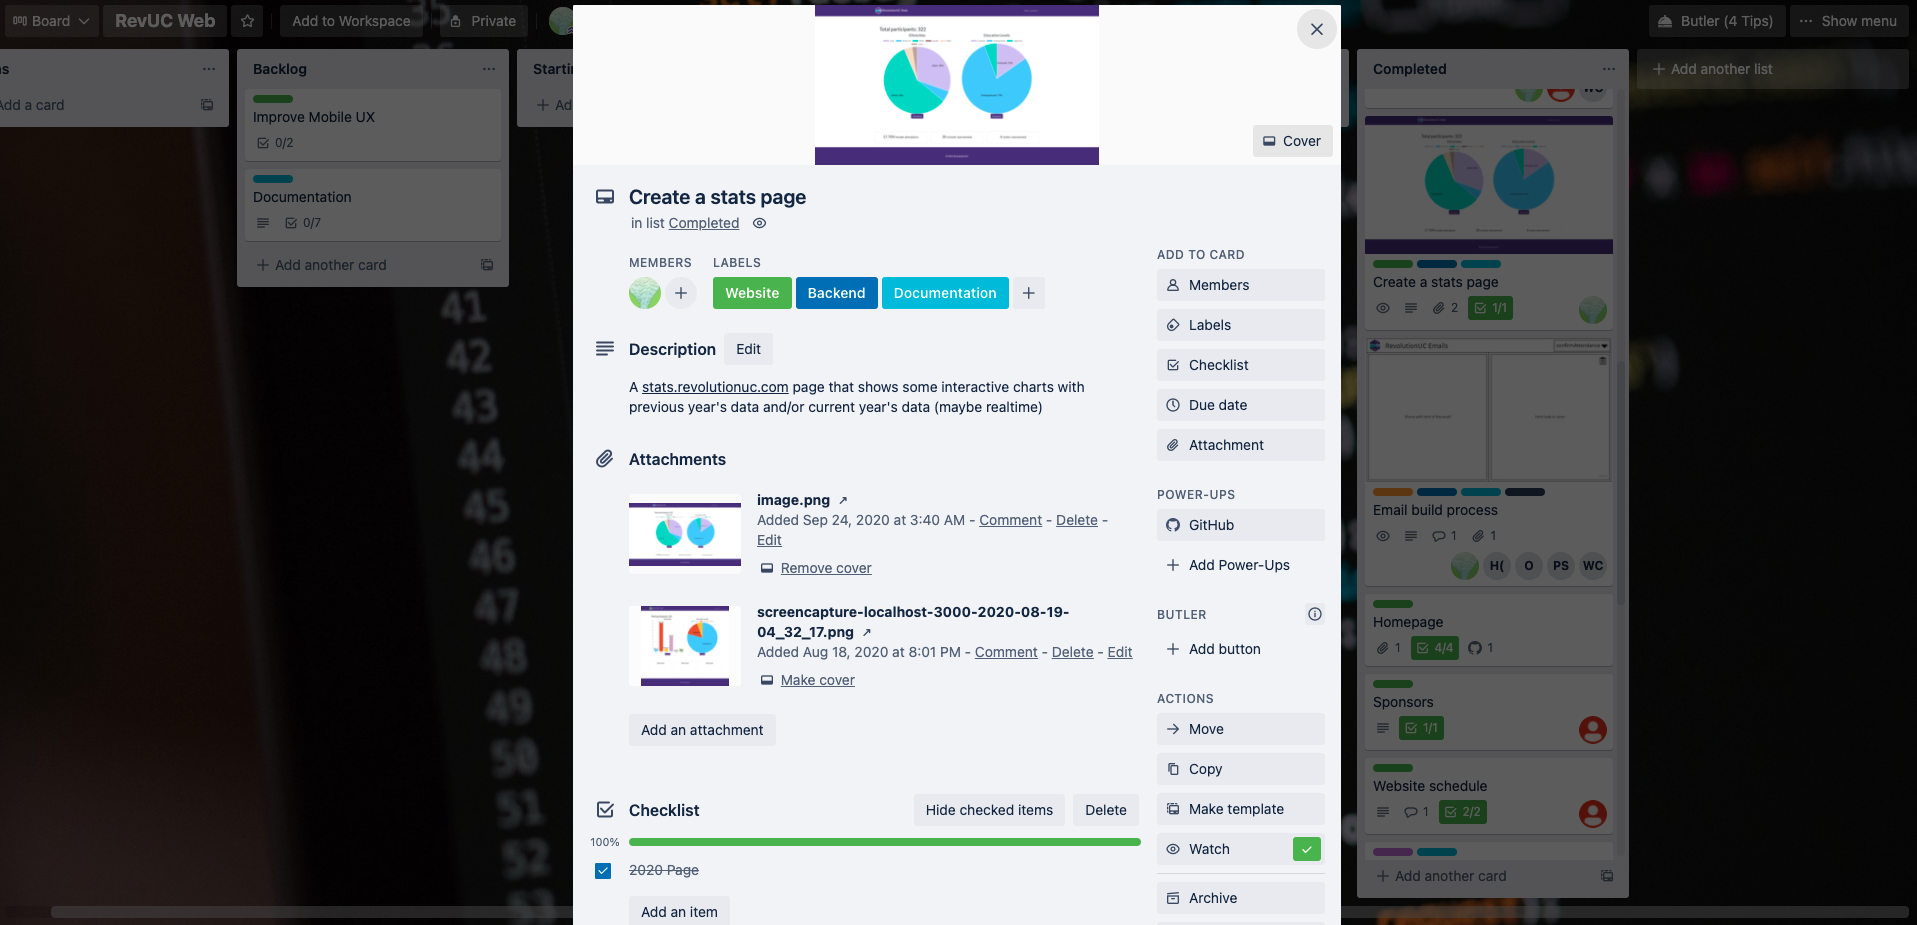 Board
RevUC Web
Add to Workspace
Private
Butler (4 Tips)
Show menu
Add a card
Backlog
Improve Mobile UX
0/2
Documentation
0/7
Add another card
41
42
43
44
45
46
47
48
49
50
51
52
Total participants: 322
Cover
Create a stats page
in list Completed
MEMBERS
LABELS
Website
Backend
Documentation
Description
Edit
A stats.revolutionuc.com page that shows some interactive charts with
previous year's data and/or current year's data (maybe realtime)
Attachments
image.png
Added Sep 24, 2020 at 3:40 AM - Comment - Delete -
Edit
Remove cover
screencapture-localhost-3000-2020-08-19-
04_32_17.png
Added Aug 18, 2020 at 8:01 PM - Comment - Delete - Edit
Make cover
Add an attachment
Checklist
Hide checked items
Delete
100%
2020 Page
Add an item
ADD TO CARD
Members
Labels
Checklist
Due date
Attachment
POWER-UPS
GitHub
Add Power-Ups
BUTLER
Add button
ACTIONS
Move
Copy
Make template
Watch
Archive
Completed
WC
Total participants: 322
Create a stats page
2
1/1
RevolutionUC Emails
Email build process
1
1
H(
O
PS
WC
Homepage
1
4/4
1
Sponsors
1/1
Website schedule
1
2/2
Add another card
Add another list